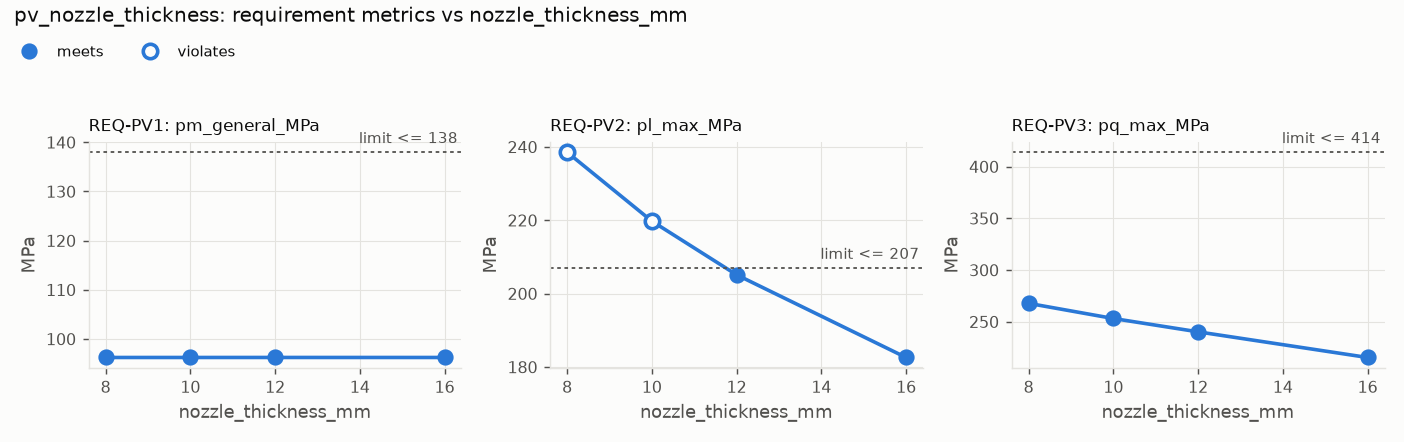 pv_nozzle_thickness: requirement metrics vs nozzle_thickness_mm
meets
violates
REQ-PV1: pm_general_MPa
limit <= 138
140
130
120
110
100
MPa
8
10
12
14
16
nozzle_thickness_mm
REQ-PV2: pl_max_MPa
limit <= 207
240
220
200
180
MPa
8
10
12
14
16
nozzle_thickness_mm
REQ-PV3: pq_max_MPa
limit <= 414
400
350
300
250
MPa
8
10
12
14
16
nozzle_thickness_mm